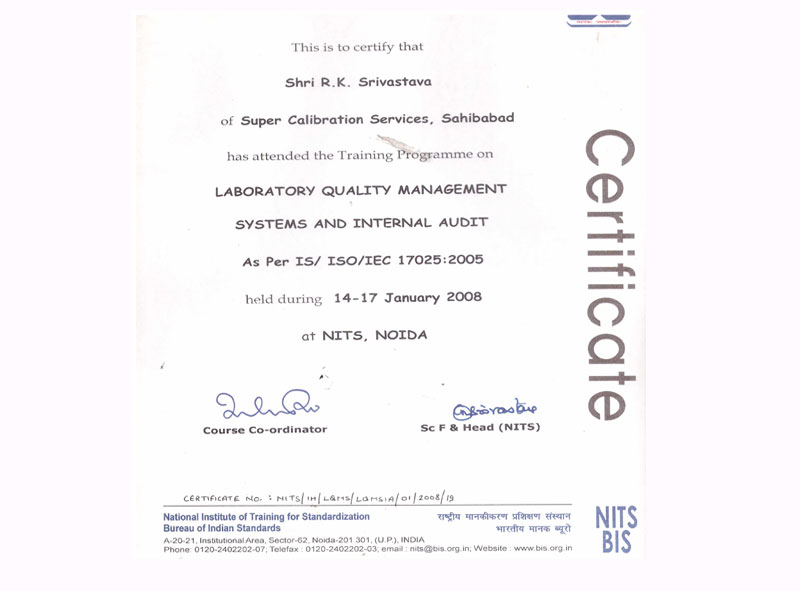 This is to certify that
Shri R.K. Srivastava
of Super Calibration Services, Sahibabad
has attended the Training Programme on
LABORATORY QUALITY MANAGEMENT
SYSTEMS AND INTERNAL AUDIT
As Per IS/ ISO/IEC 17025:2005
held during 14-17 January 2008
at NITS, NOIDA
Certificate
Course Co-ordinator
Sc F & Head (NITS)
CERTIFICATE NO. : NITS/IH/LQMS/LQMSIA/01/2008/19
National Institute of Training for Standardization
Bureau of Indian Standards
राष्ट्रीय मानकीकरण प्रशिक्षण संस्थान
भारतीय मानक ब्यूरो
A-20-21, Institutional Area, Sector-62, Noida-201 301, (U.P.), INDIA
Phone: 0120-2402202-07; Telefax : 0120-2402202-03; email : nits@bis.org.in; Website : www.bis.org.in
NITS
BIS